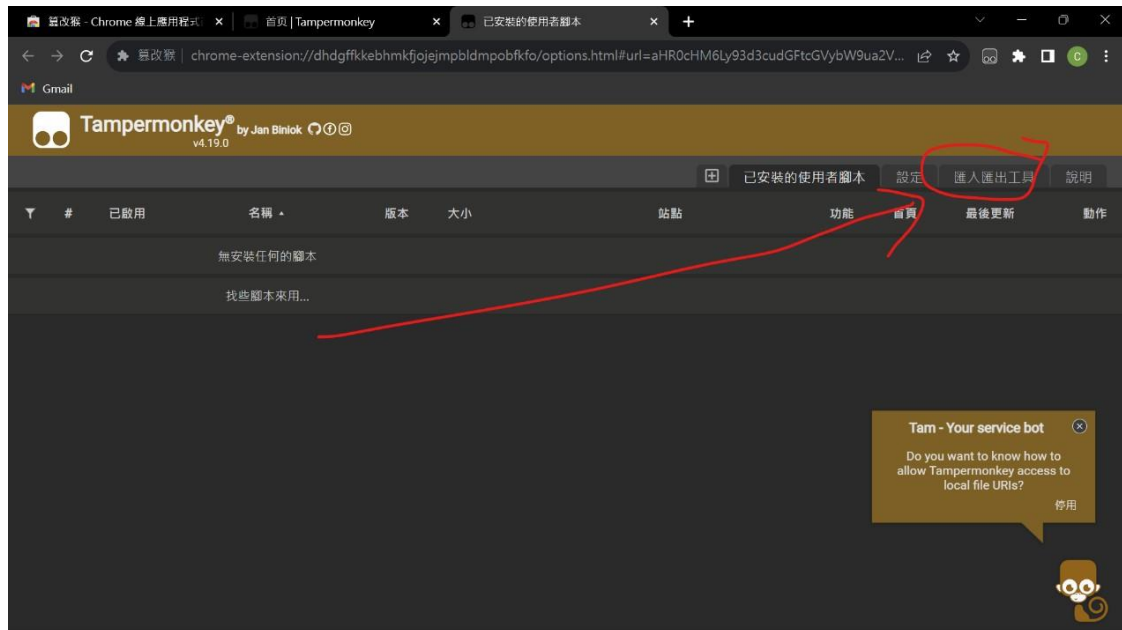 篡改猴 - Chrome 線上應用程式
首页 | Tampermonkey
已安裝的使用者腳本
篡改猴 chrome-extension://dhdgffkkebhmkfjojejmpbldmpobfkfo/options.html#url=aHR0cHM6Ly93d3cudGFtcGVybW9ua2V...
C
Gmail
Tampermonkey® by Jan Biniok
v4.19.0
已安裝的使用者腳本 設定 匯入匯出工具 說明
# 已啟用 名稱 版本 大小 站點 功能 首頁 最後更新 動作
無安裝任何的腳本
找些腳本來用...
Tam - Your service bot
Do you want to know how to
allow Tampermonkey access to
local file URIs?
停用